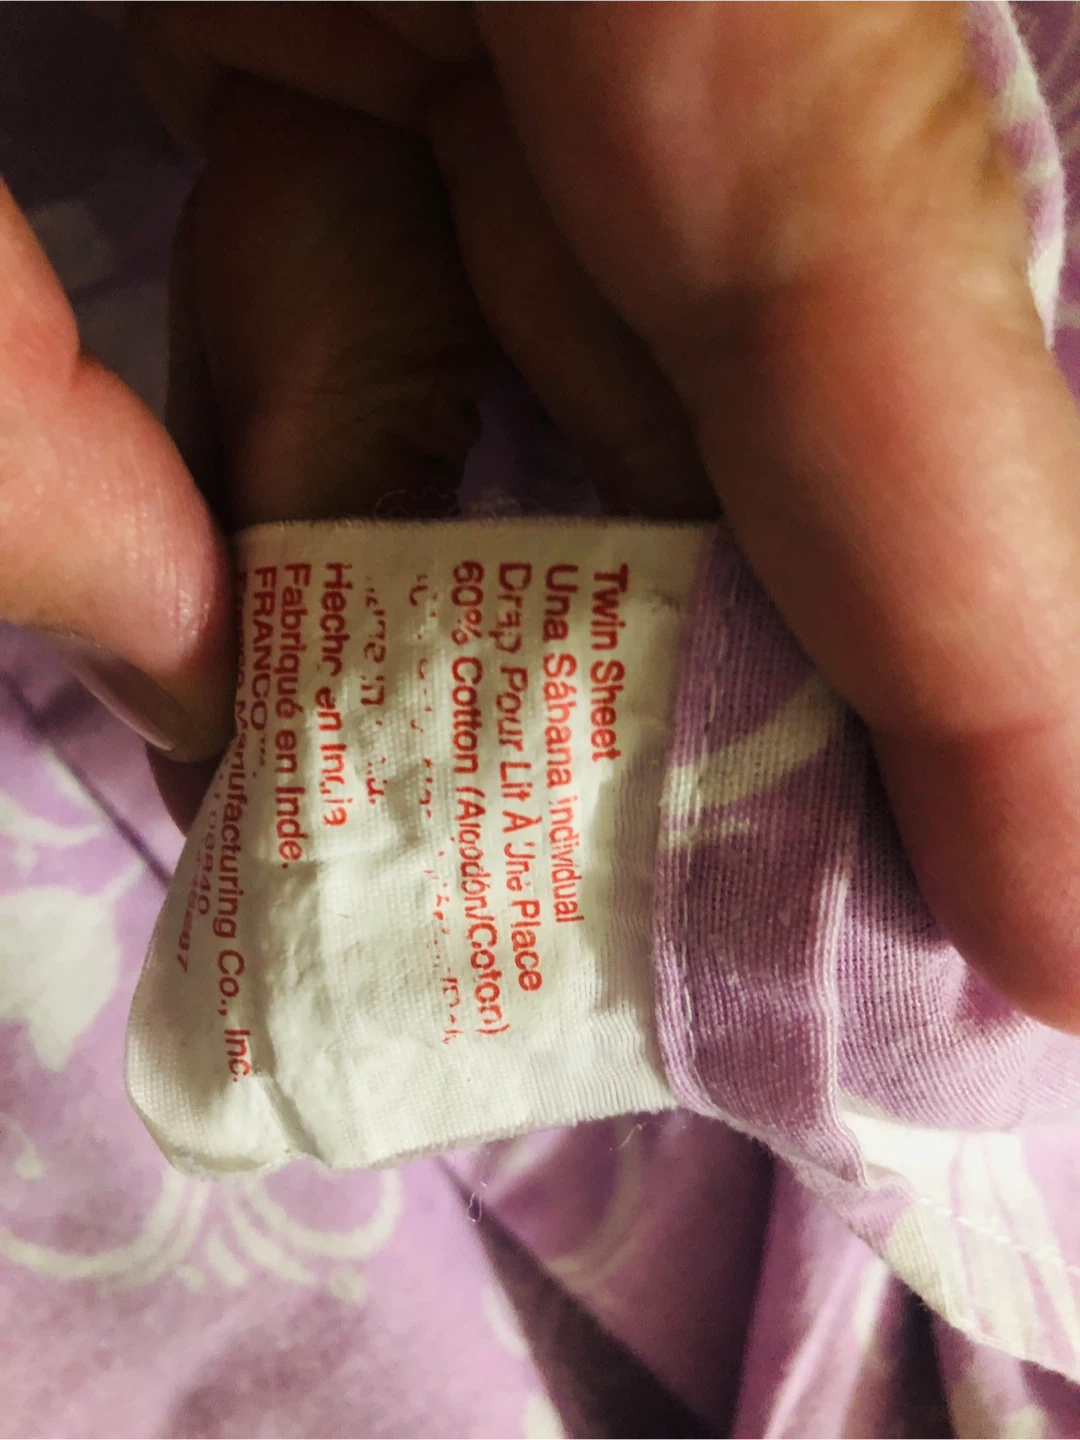 Twin Sheet
Una Sábana individual
Drap Pour Lit À Une Place
60% Cotton (Algodón/Coton)
Hecho en India
Fabriqué en Inde.
FRANCO
Manufacturing Co., Inc.